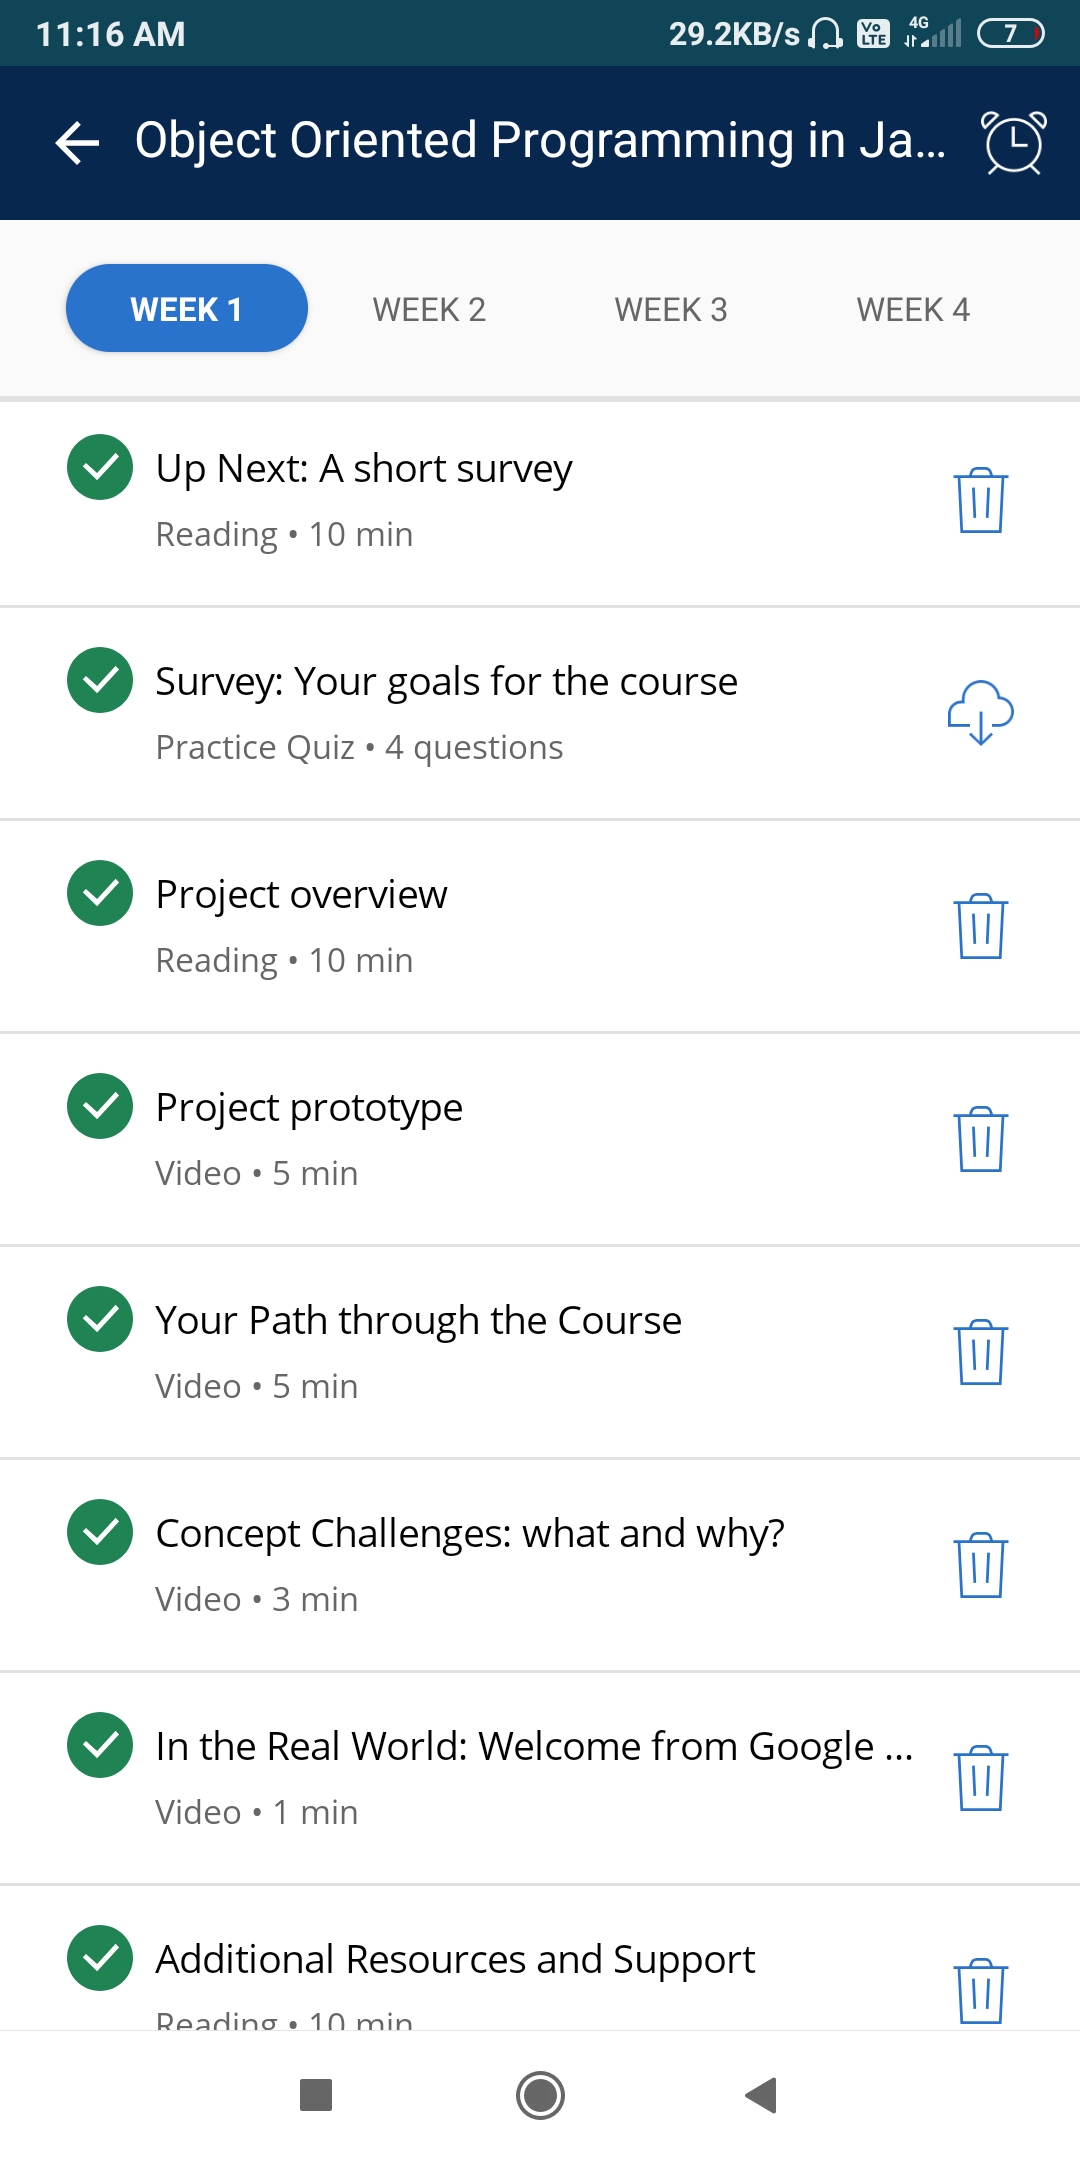 11:16 AM 29.2KB/s Vo LTE 4G 7
Object Oriented Programming in Ja...
WEEK 1 WEEK 2 WEEK 3 WEEK 4
Up Next: A short survey
Reading • 10 min
Survey: Your goals for the course
Practice Quiz • 4 questions
Project overview
Reading • 10 min
Project prototype
Video • 5 min
Your Path through the Course
Video • 5 min
Concept Challenges: what and why?
Video • 3 min
In the Real World: Welcome from Google ...
Video • 1 min
Additional Resources and Support
Reading • 10 min